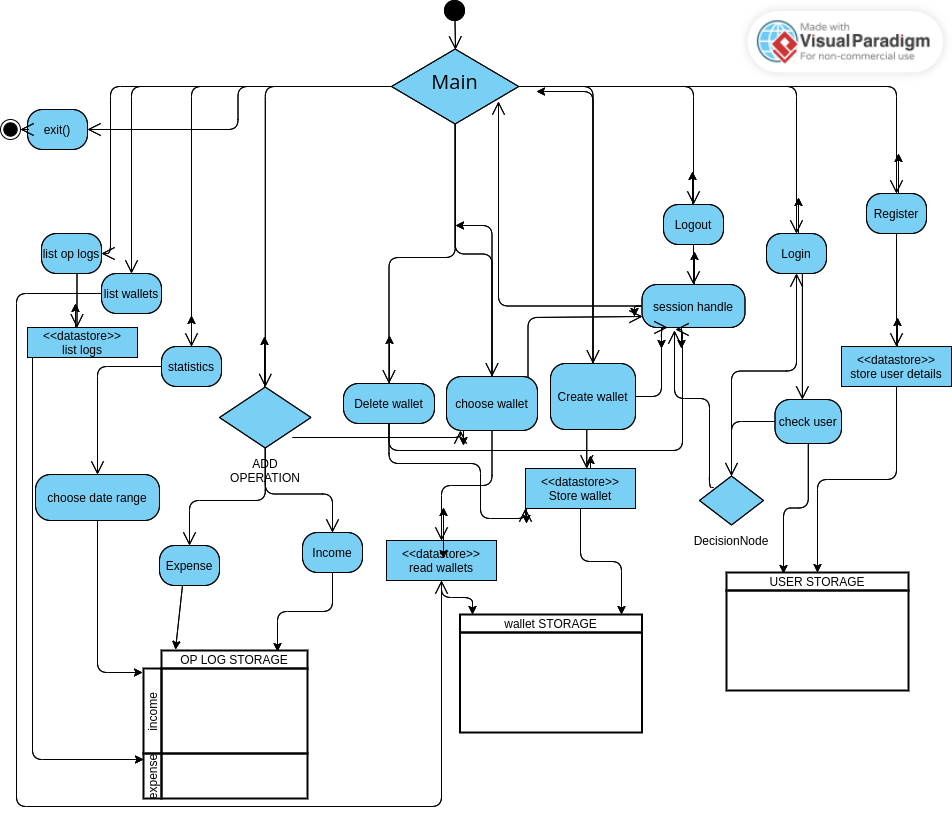 Made with
VisualParadigm
For non-commercial use
Main
exit()
Register
Logout
list op logs
Login
list wallets
session handle
<<datastore>>
list logs
statistics
<<datastore>>
store user details
Delete wallet
choose wallet
Create wallet
check user
ADD
OPERATION
choose date range
<<datastore>>
Store wallet
DecisionNode
Expense
Income
<<datastore>>
read wallets
USER STORAGE
wallet STORAGE
OP LOG STORAGE
income
expense